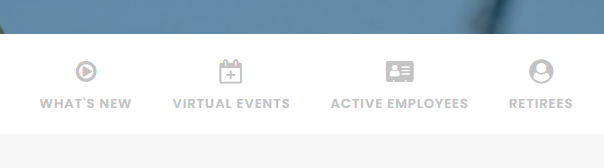 WHAT'S NEW
VIRTUAL EVENTS
ACTIVE EMPLOYEES
RETIREES